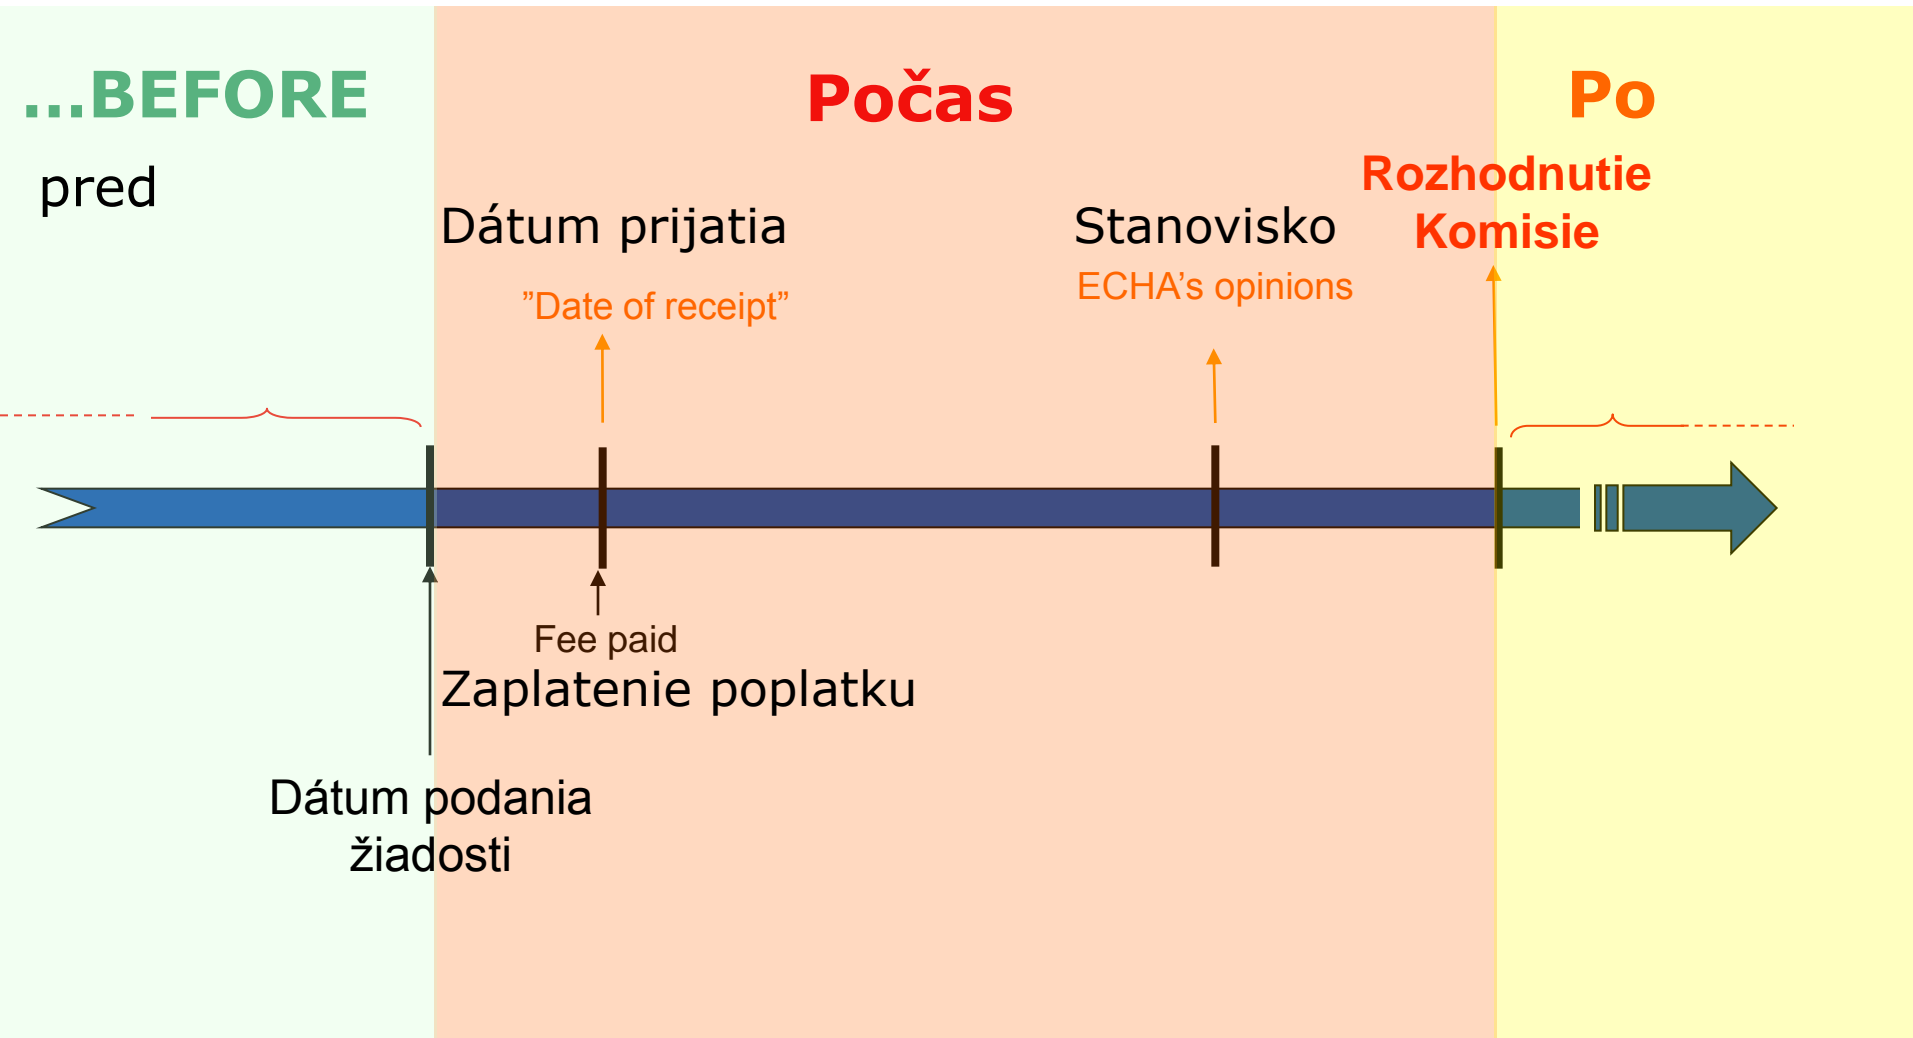 ...BEFORE
Počas
Po
pred
Rozhodnutie
Komisie
Dátum prijatia
Stanovisko
”Date of receipt”
ECHA’s opinions
Fee paid
Zaplatenie poplatku
Dátum podania
žiadosti